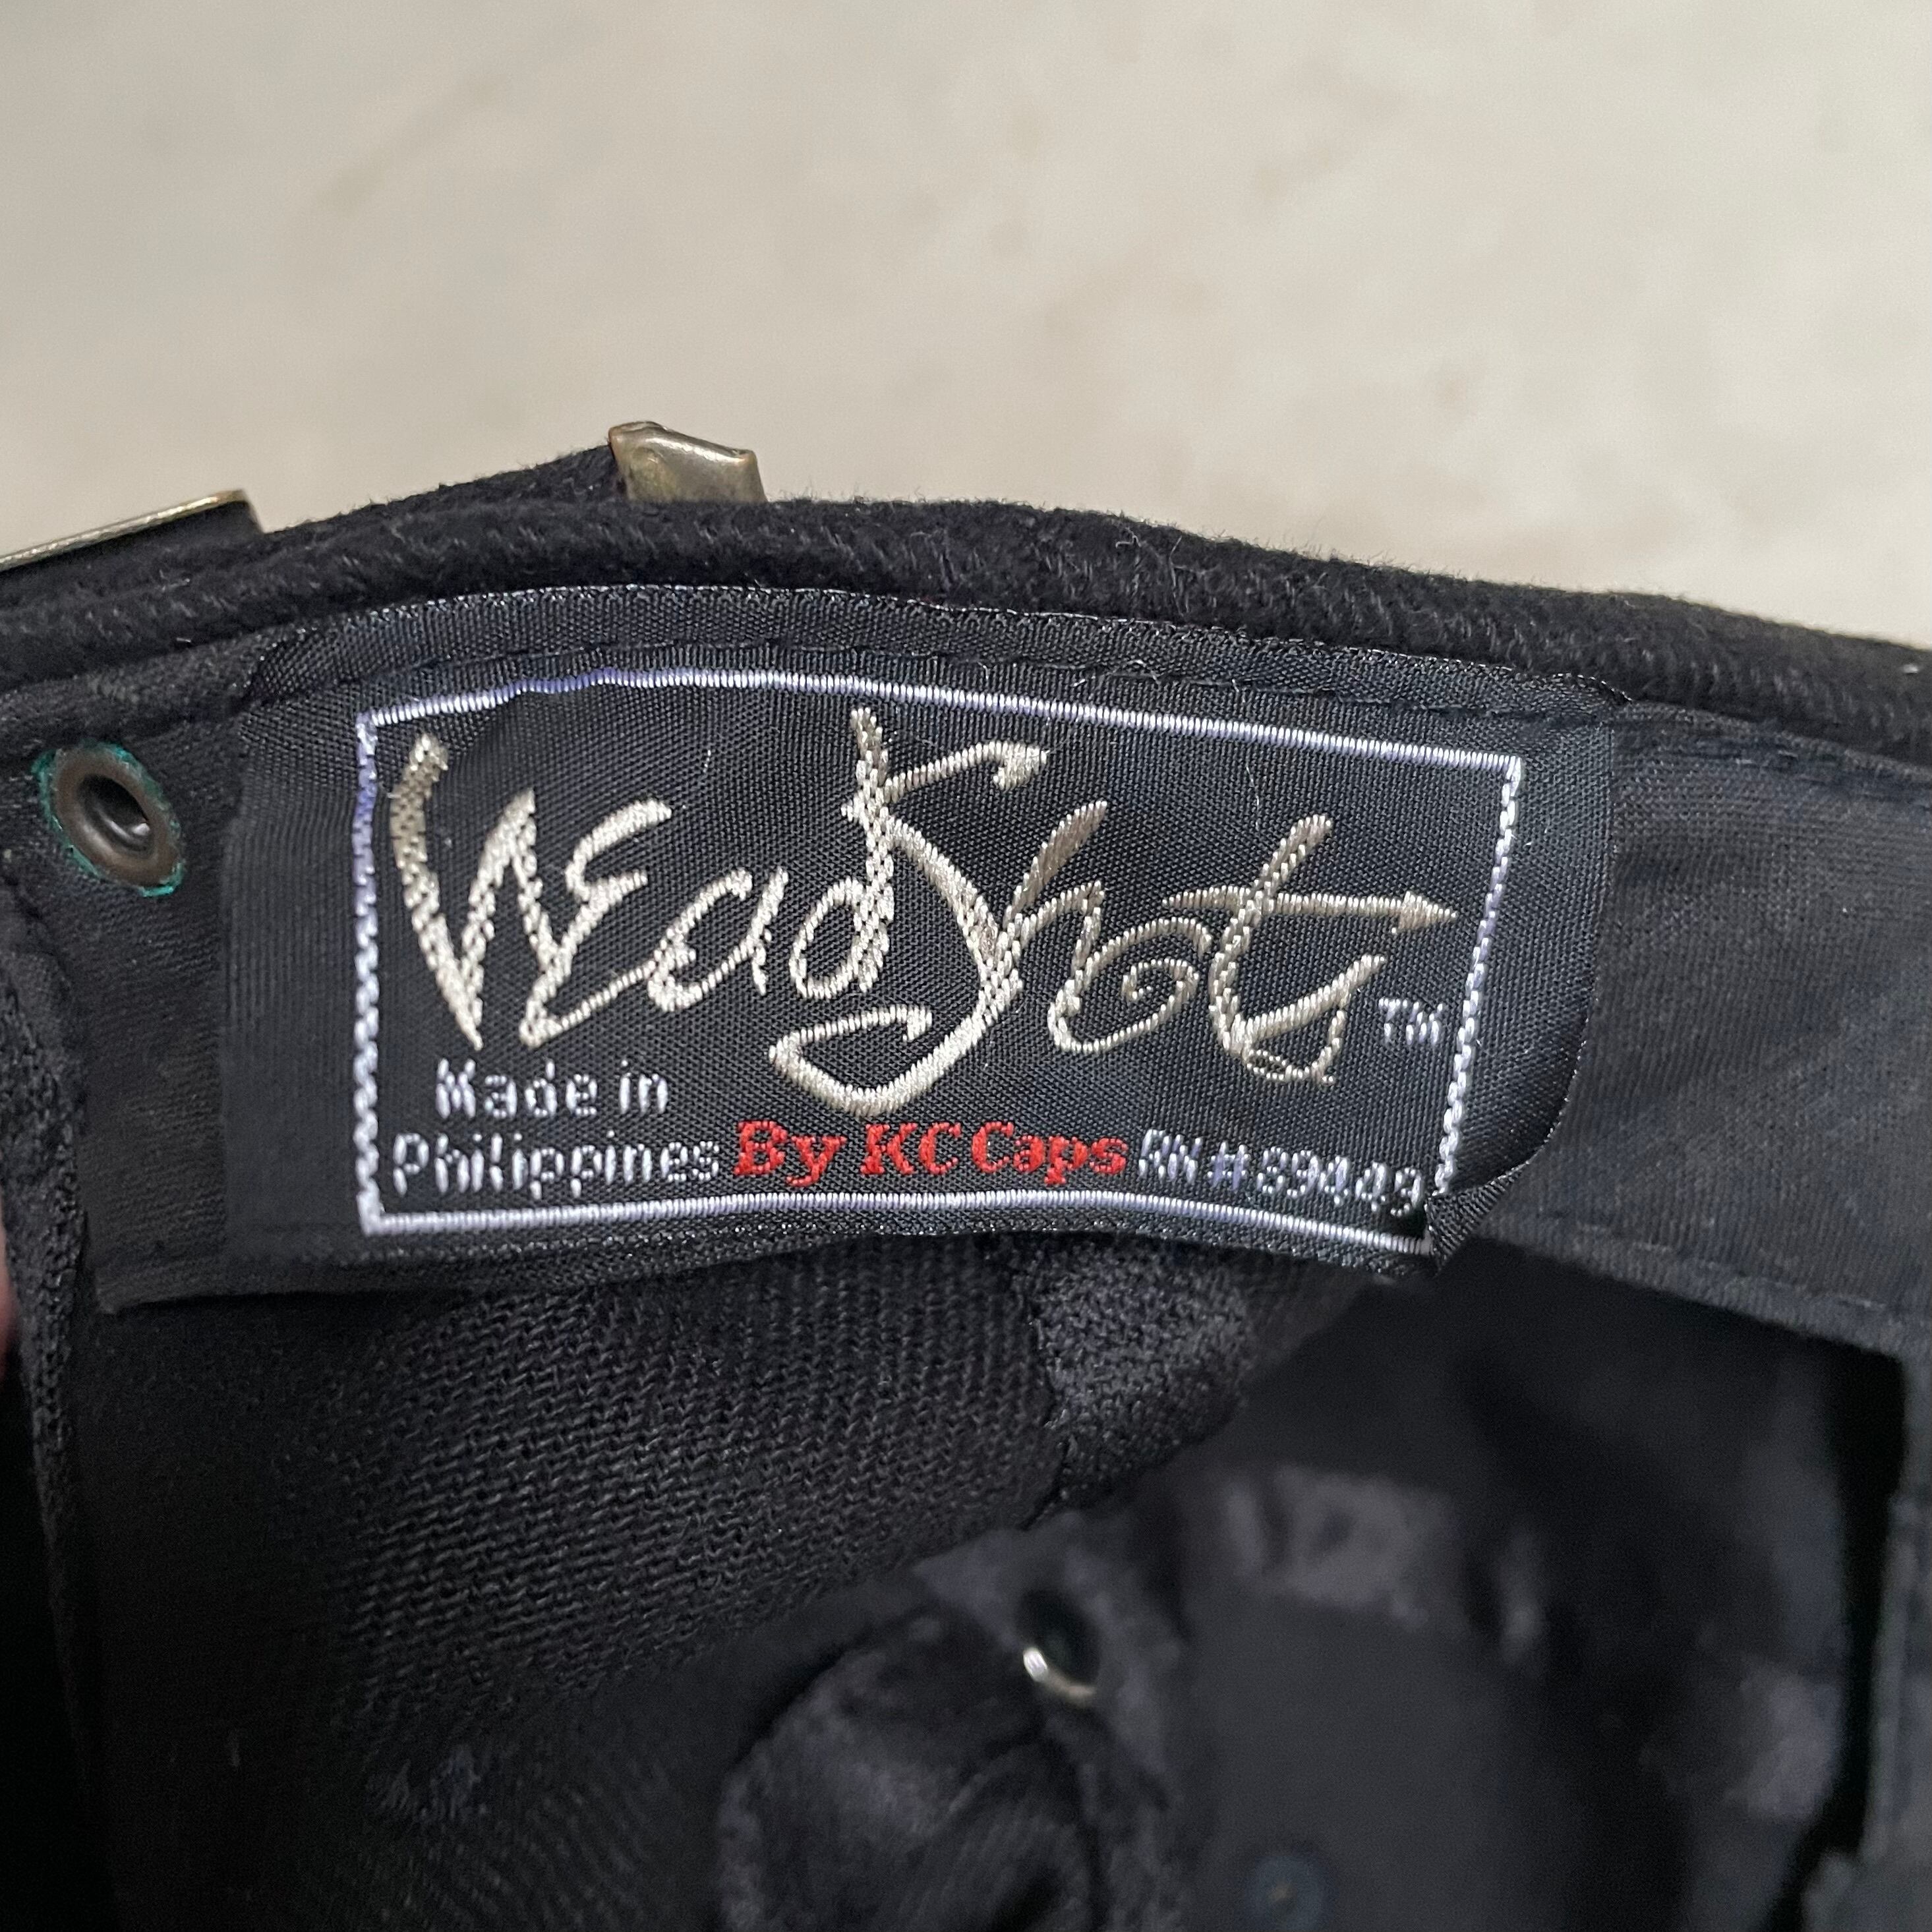 HEadShots™
Made in
Philippines By KC Caps RN# 89449